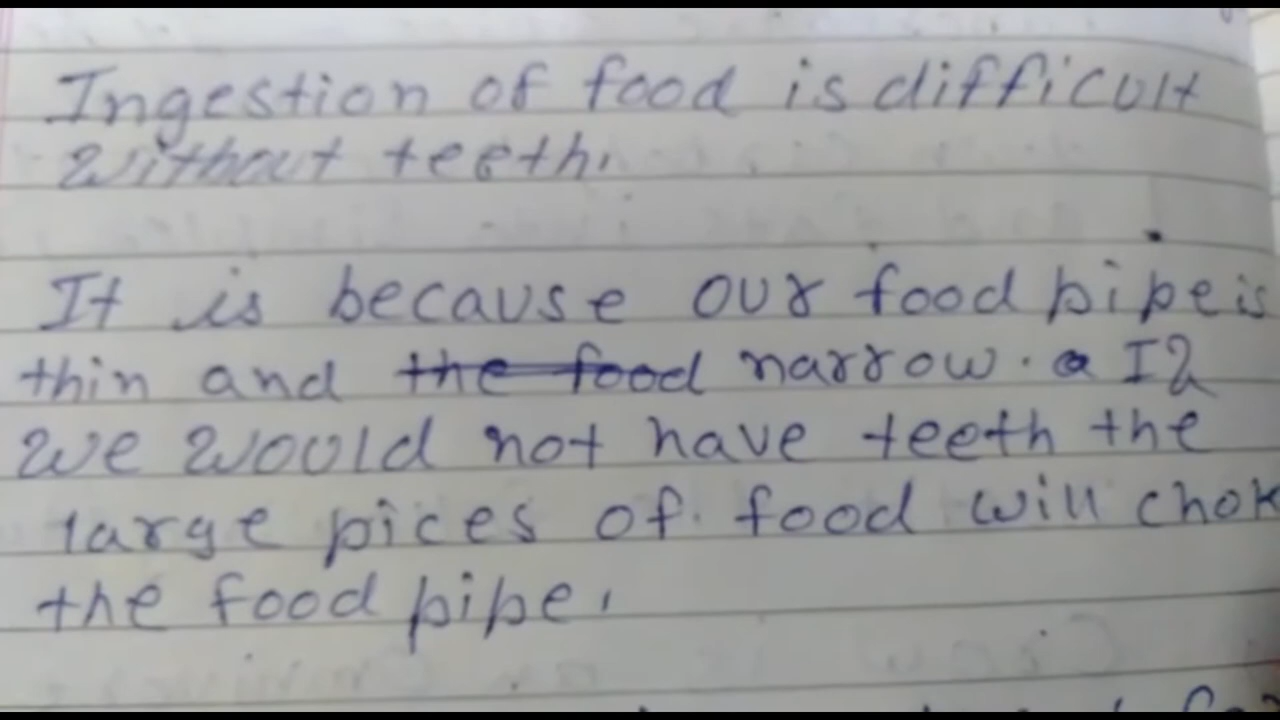 Ingestion of food is difficult
without teeth.
It is because our food pipe is
thin and the food narrow. If
we would not have teeth the
large pices of food will chok
the food pipe.